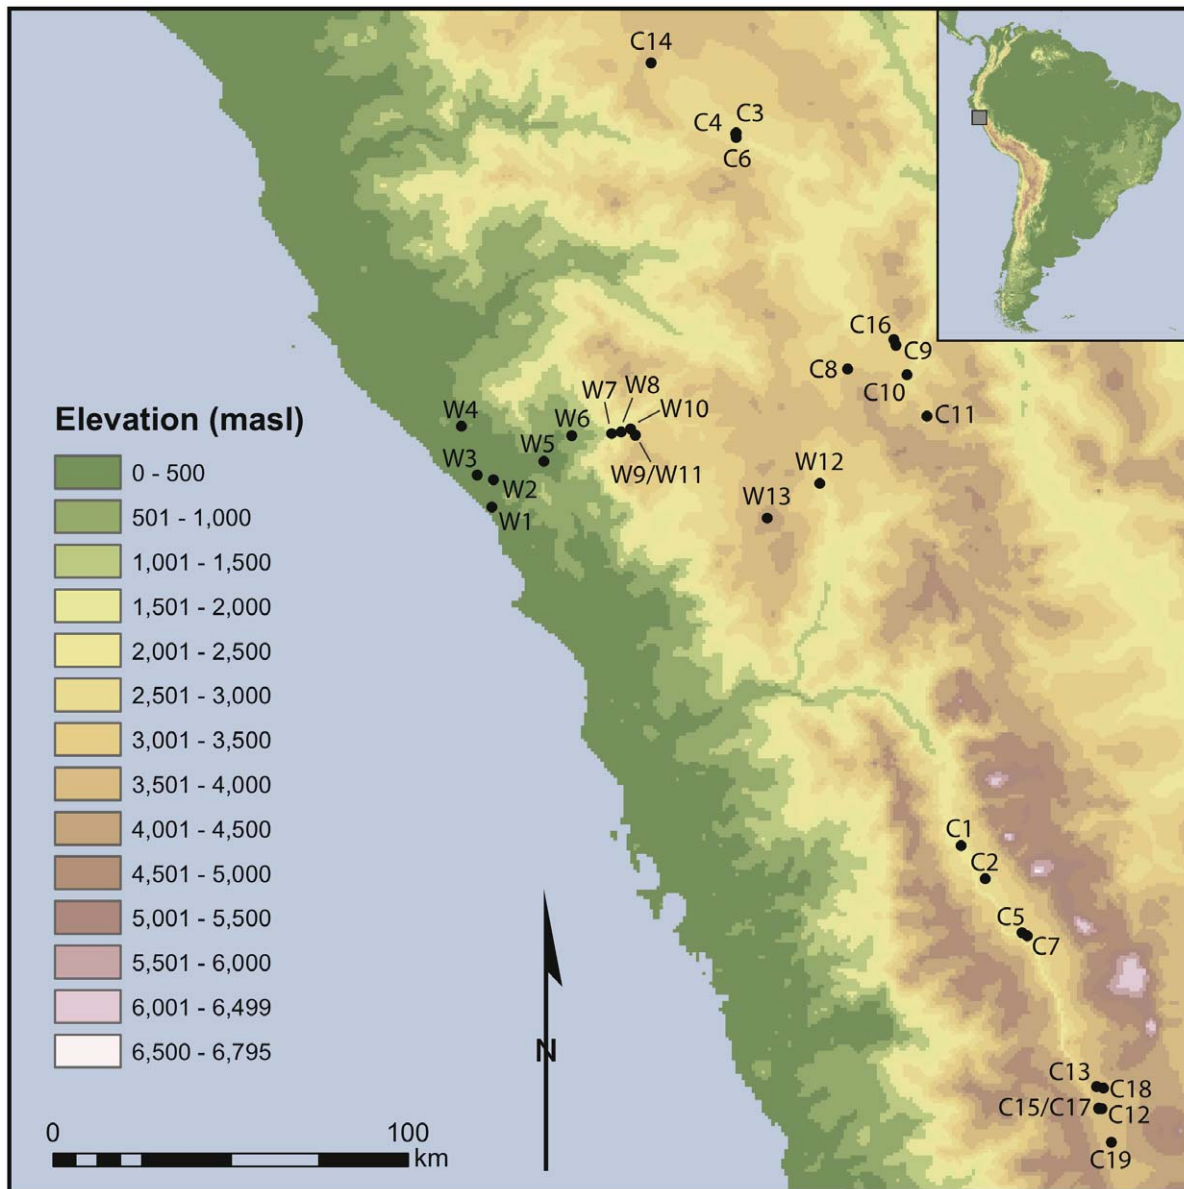 C14
C4
C3
C6
C16
C9
C8
C10
C11
W4
W7
W8
W10
W6
W5
W3
W9/W11
W12
W2
W13
W1
Elevation (masl)
0 - 500
501 - 1,000
1,001 - 1,500
1,501 - 2,000
2,001 - 2,500
2,501 - 3,000
3,001 - 3,500
3,501 - 4,000
4,001 - 4,500
4,501 - 5,000
5,001 - 5,500
5,501 - 6,000
6,001 - 6,499
6,500 - 6,795
C1
C2
C5
C7
N
C13
C18
C15/C17
C12
C19
0
100
km